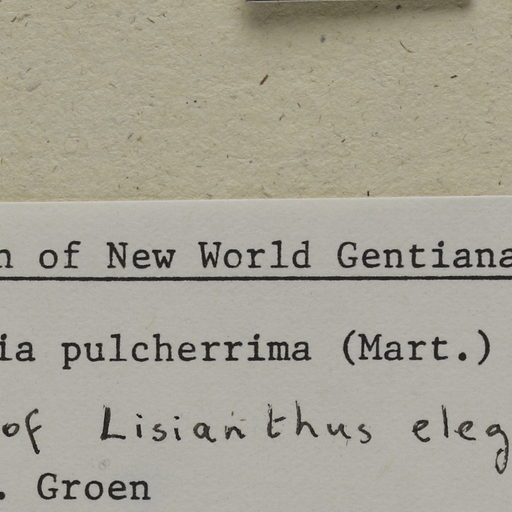 n of New World Gentiana
ia pulcherrima (Mart.)
of Lisianthus eleg
. Groen